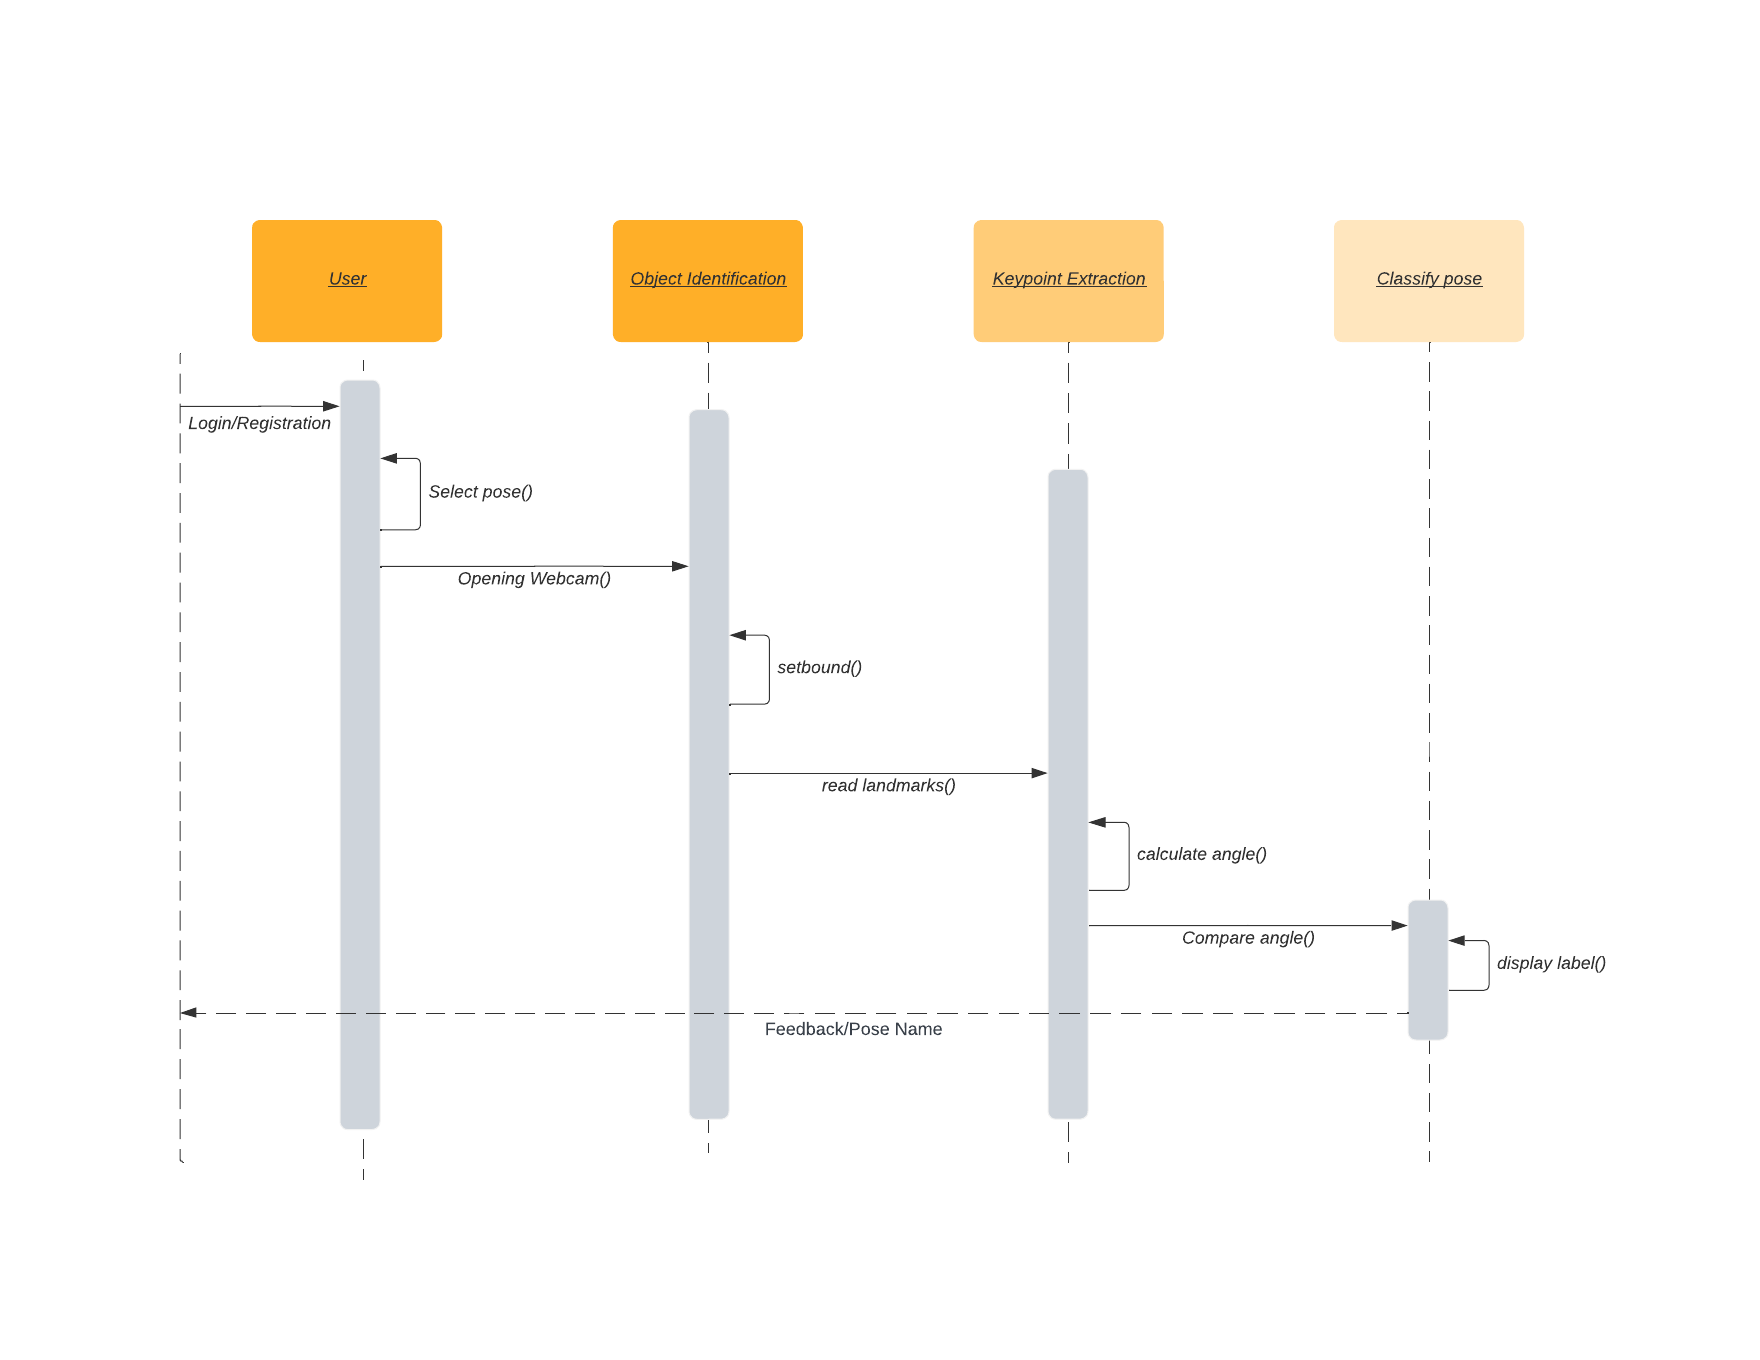 User
Object Identification
Keypoint Extraction
Classify pose
Login/Registration
Select pose()
Opening Webcam()
setbound()
read landmarks()
calculate angle()
Compare angle()
display label()
Feedback/Pose Name